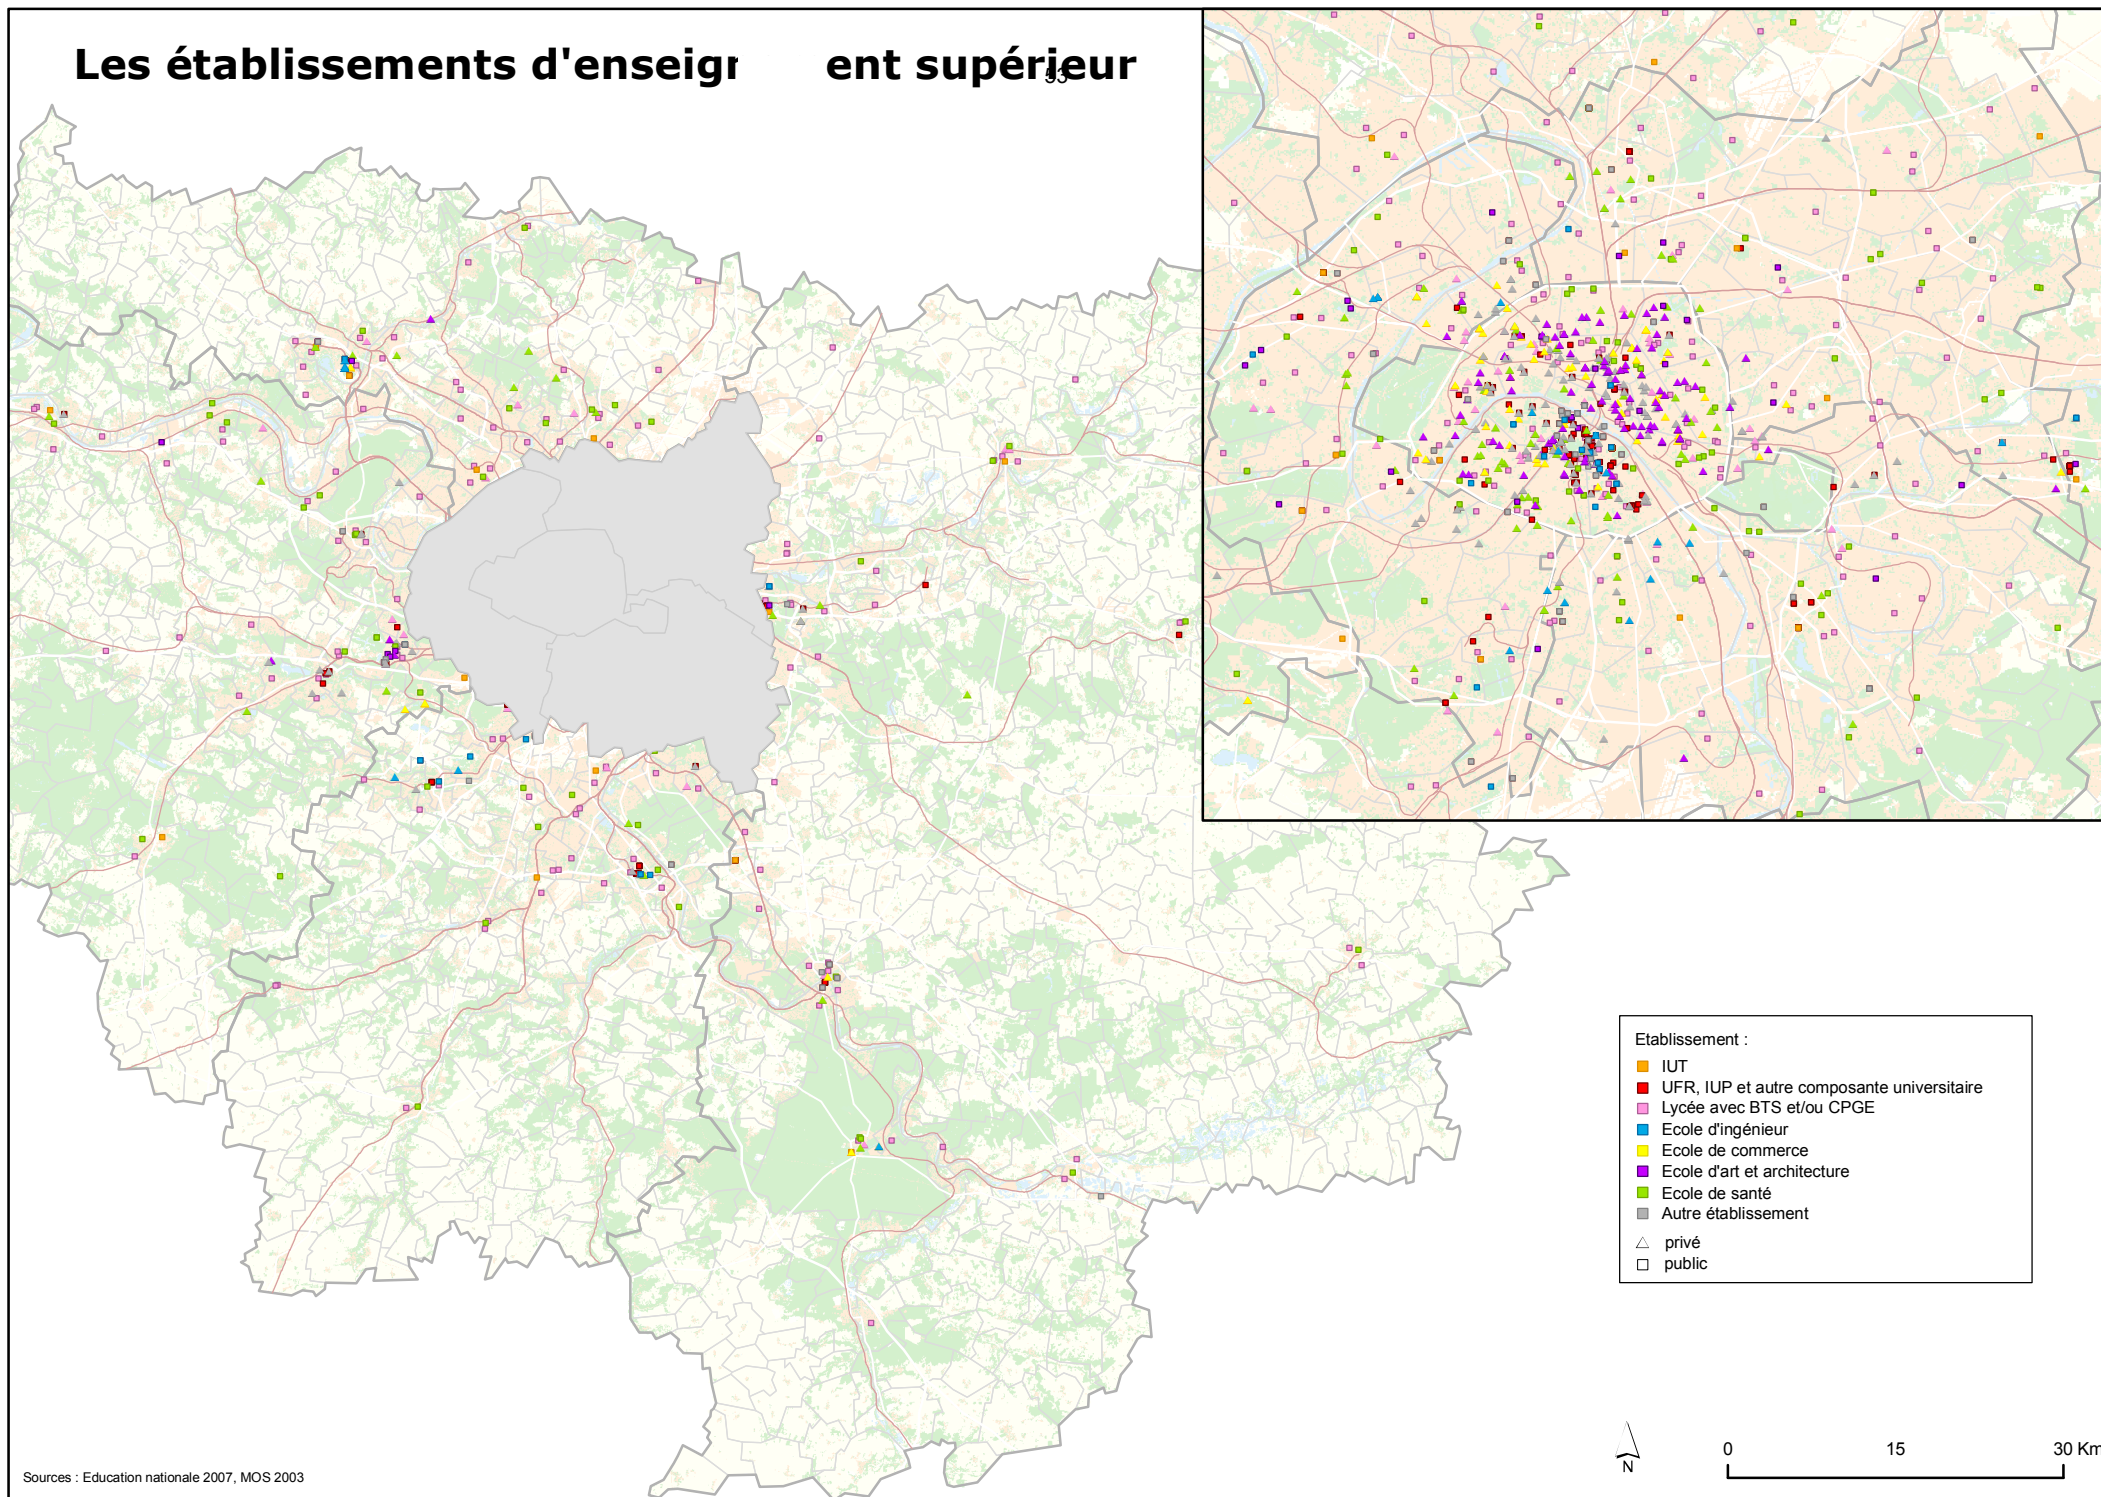 Les établissements d'enseign ent supérieur
53
Etablissement :
IUT
UFR, IUP et autre composante universitaire
Lycée avec BTS et/ou CPGE
Ecole d'ingénieur
Ecole de commerce
Ecole d'art et architecture
Ecole de santé
Autre établissement
privé
public
N
0 15 30 Km
Sources : Education nationale 2007, MOS 2003